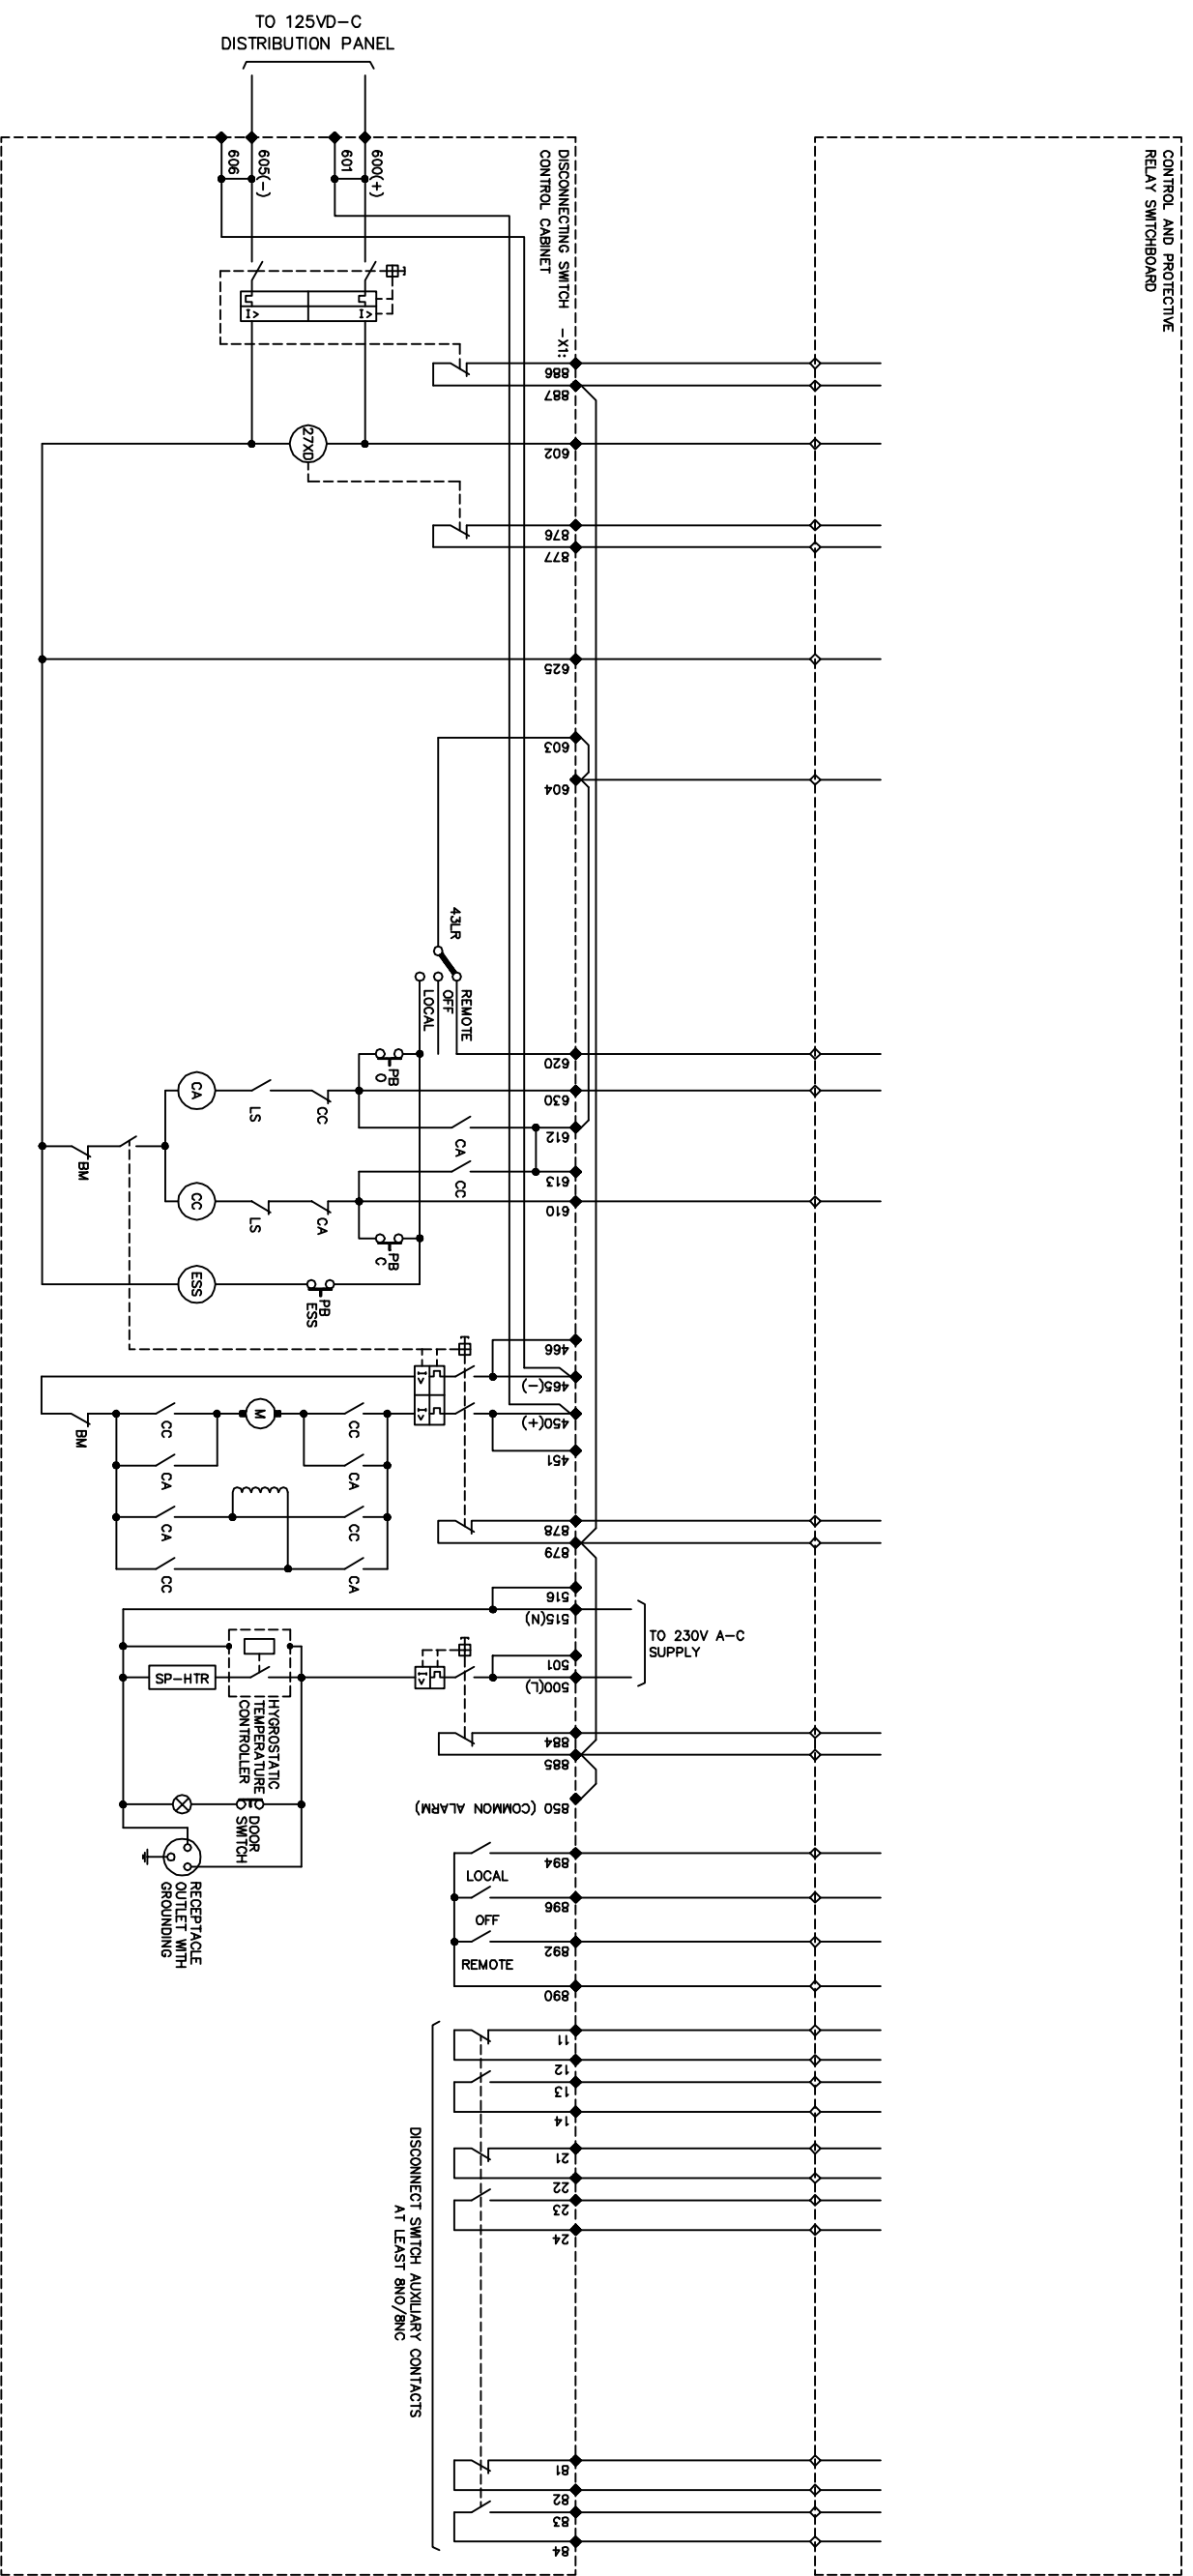 TO 125VD-C
DISTRIBUTION PANEL
CONTROL AND PROTECTIVE
RELAY SWITCHBOARD
DISCONNECTING SWITCH
CONTROL CABINET
-X1:
600(+)
601
605(-)
606
I>
I>
886
887
27XD
602
876
877
625
603
604
43LR
REMOTE
OFF
LOCAL
620
PB
O
630
CA
LS
CC
612
CA
613
CC
BM
610
CC
LS
CA
PB
C
ESS
PB
ESS
466
465(-)
I>
450(+)
I>
451
BM
CC
M
CC
CA
CA
CA
CC
CC
CA
878
879
516
515(N)
TO 230V A-C
SUPPLY
501
500(L)
I>
SP-HTR
HYGROSTATIC
TEMPERATURE
CONTROLLER
884
885
850 (COMMON ALARM)
DOOR
SWITCH
RECEPTACLE
OUTLET WITH
GROUNDING
894
LOCAL
896
OFF
892
REMOTE
890
11
12
13
14
21
22
23
24
DISCONNECT SWITCH AUXILIARY CONTACTS
AT LEAST 8NO/8NC
81
82
83
84